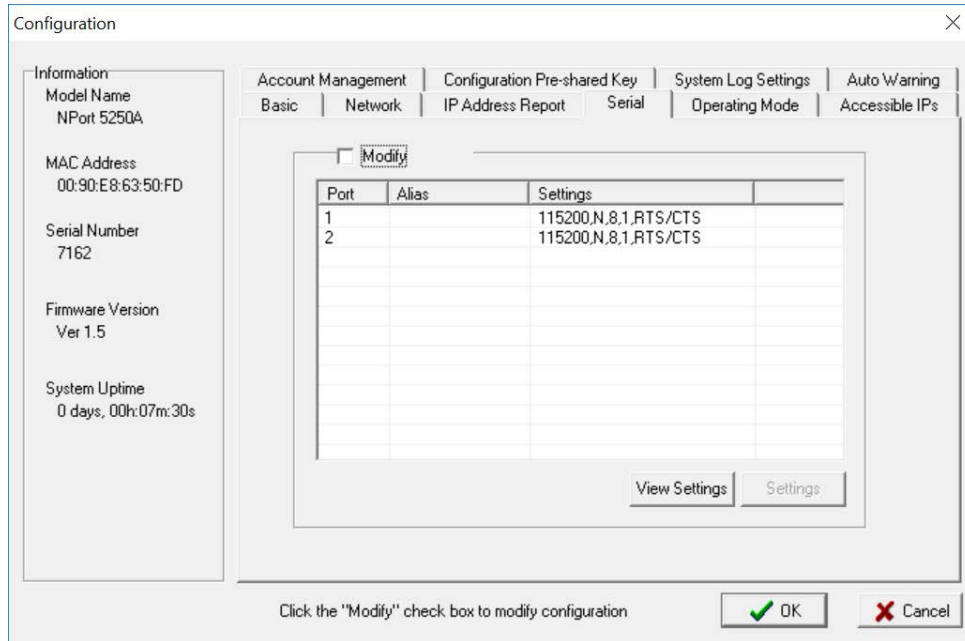 Configuration
Information
Model Name
NPort 5250A
MAC Address
00:90:E8:63:50:FD
Serial Number
7162
Firmware Version
Ver 1.5
System Uptime
0 days, 00h:07m:30s
Account Management Configuration Pre-shared Key System Log Settings Auto Warning
Basic Network IP Address Report Serial Operating Mode Accessible IPs
Modify
Port Alias Settings
1 115200,N,8,1,RTS/CTS
2 115200,N,8,1,RTS/CTS
View Settings Settings
Click the "Modify" check box to modify configuration OK Cancel